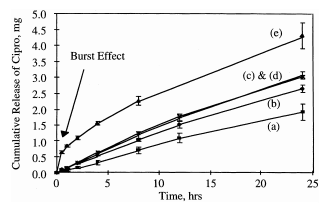 Cumulative Release of Cipro, mg
5.0
4.5
4.0
3.5
3.0
2.5
2.0
1.5
1.0
0.5
0.0
Burst Effect
(e)
(c) & (d)
(b)
(a)
0 5 10 15 20 25
Time, hrs